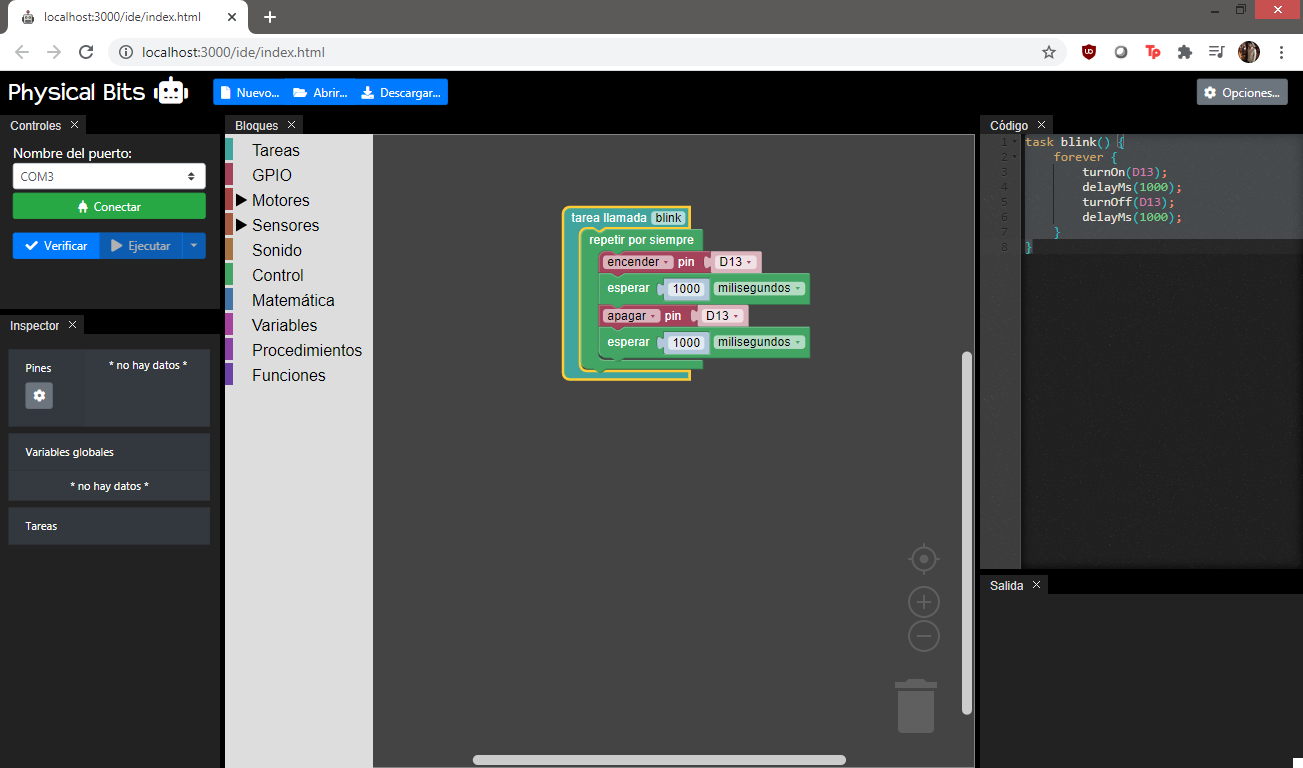 localhost:3000/ide/index.html
localhost:3000/ide/index.html
UD
Tp
Physical Bits
Nuevo...
Abrir...
Descargar...
Opciones...
Controles
Nombre del puerto:
COM3
Conectar
Verificar
Ejecutar
Inspector
Pines
* no hay datos *
Variables globales
* no hay datos *
Tareas
Bloques
Tareas
GPIO
Motores
Sensores
Sonido
Control
Matemática
Variables
Procedimientos
Funciones
tarea llamada blink
repetir por siempre
encender pin D13
esperar 1000 milisegundos
apagar pin D13
esperar 1000 milisegundos
Código
1 task blink() {
2 forever {
3 turnOn(D13);
4 delayMs(1000);
5 turnOff(D13);
6 delayMs(1000);
7 }
8 }
Salida